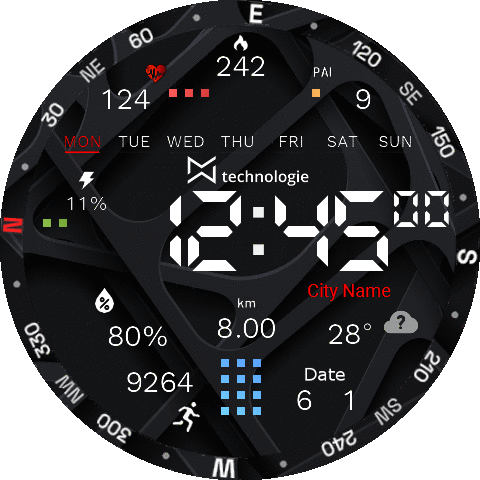 E
60
120
NE
SE
30
150
N
S
330
210
NW
SW
300
240
W
242
PAI
124
9
MON TUE WED THU FRI SAT SUN
technologie
11%
12:45 00
City Name
km
80%
8.00
28°
?
Date
9264
6 1